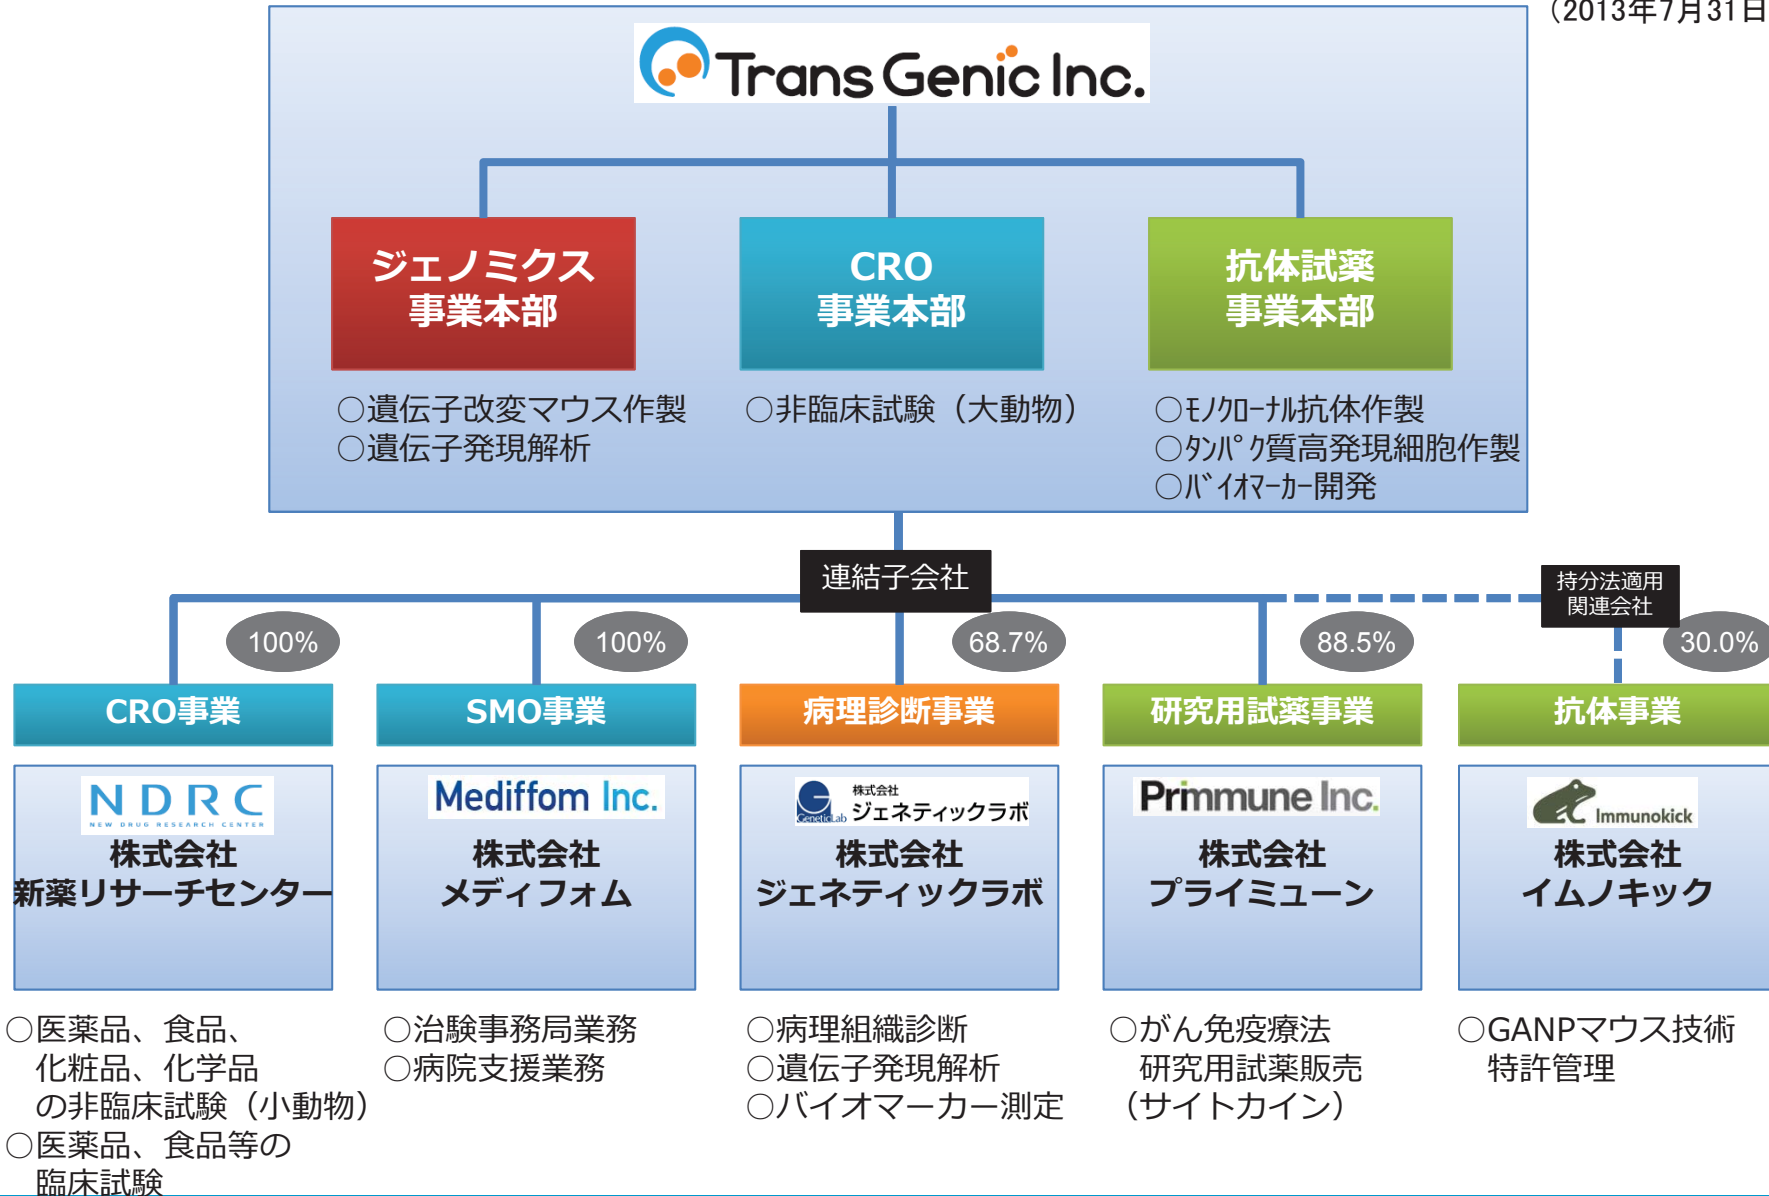 （2013年7月31日
Trans Genic Inc.
ジェノミクス
事業本部
CRO
事業本部
抗体試薬
事業本部
○遺伝子改変マウス作製
○遺伝子発現解析
○非臨床試験（大動物）
○ﾓﾉｸﾛｰﾅﾙ抗体作製
○ﾀﾝﾊﾟｸ質高発現細胞作製
○ﾊﾞｲｵﾏｰｶｰ開発
連結子会社
持分法適用
関連会社
100%
100%
68.7%
88.5%
30.0%
CRO事業
SMO事業
病理診断事業
研究用試薬事業
抗体事業
NDRC
NEW DRUG RESEARCH CENTER
株式会社
新薬リサーチセンター
Mediffom Inc.
株式会社
メディフォム
GeneticLab
株式会社
ジェネティックラボ
株式会社
ジェネティックラボ
Primmune Inc.
株式会社
プライミューン
Immunokick
株式会社
イムノキック
○医薬品、食品、
化粧品、化学品
の非臨床試験（小動物）
○医薬品、食品等の
臨床試験
○治験事務局業務
○病院支援業務
○病理組織診断
○遺伝子発現解析
○バイオマーカー測定
○がん免疫療法
研究用試薬販売
（サイトカイン）
○GANPマウス技術
特許管理